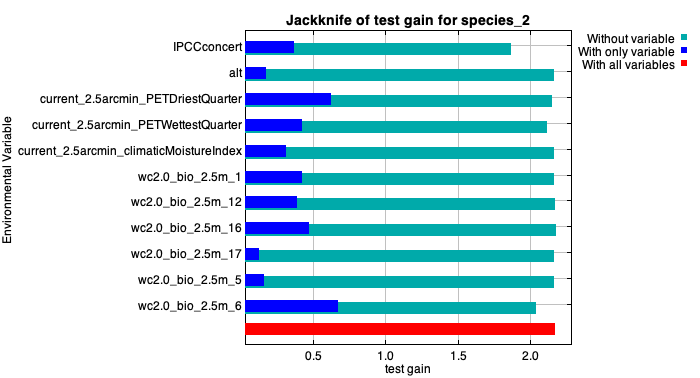 Jackknife of test gain for species_2
Without variable
With only variable
With all variables
Environmental Variable
IPCCconcert
alt
current_2.5arcmin_PETDriestQuarter
current_2.5arcmin_PETWettestQuarter
current_2.5arcmin_climaticMoistureIndex
wc2.0_bio_2.5m_1
wc2.0_bio_2.5m_12
wc2.0_bio_2.5m_16
wc2.0_bio_2.5m_17
wc2.0_bio_2.5m_5
wc2.0_bio_2.5m_6
0.5 1.0 1.5 2.0
test gain